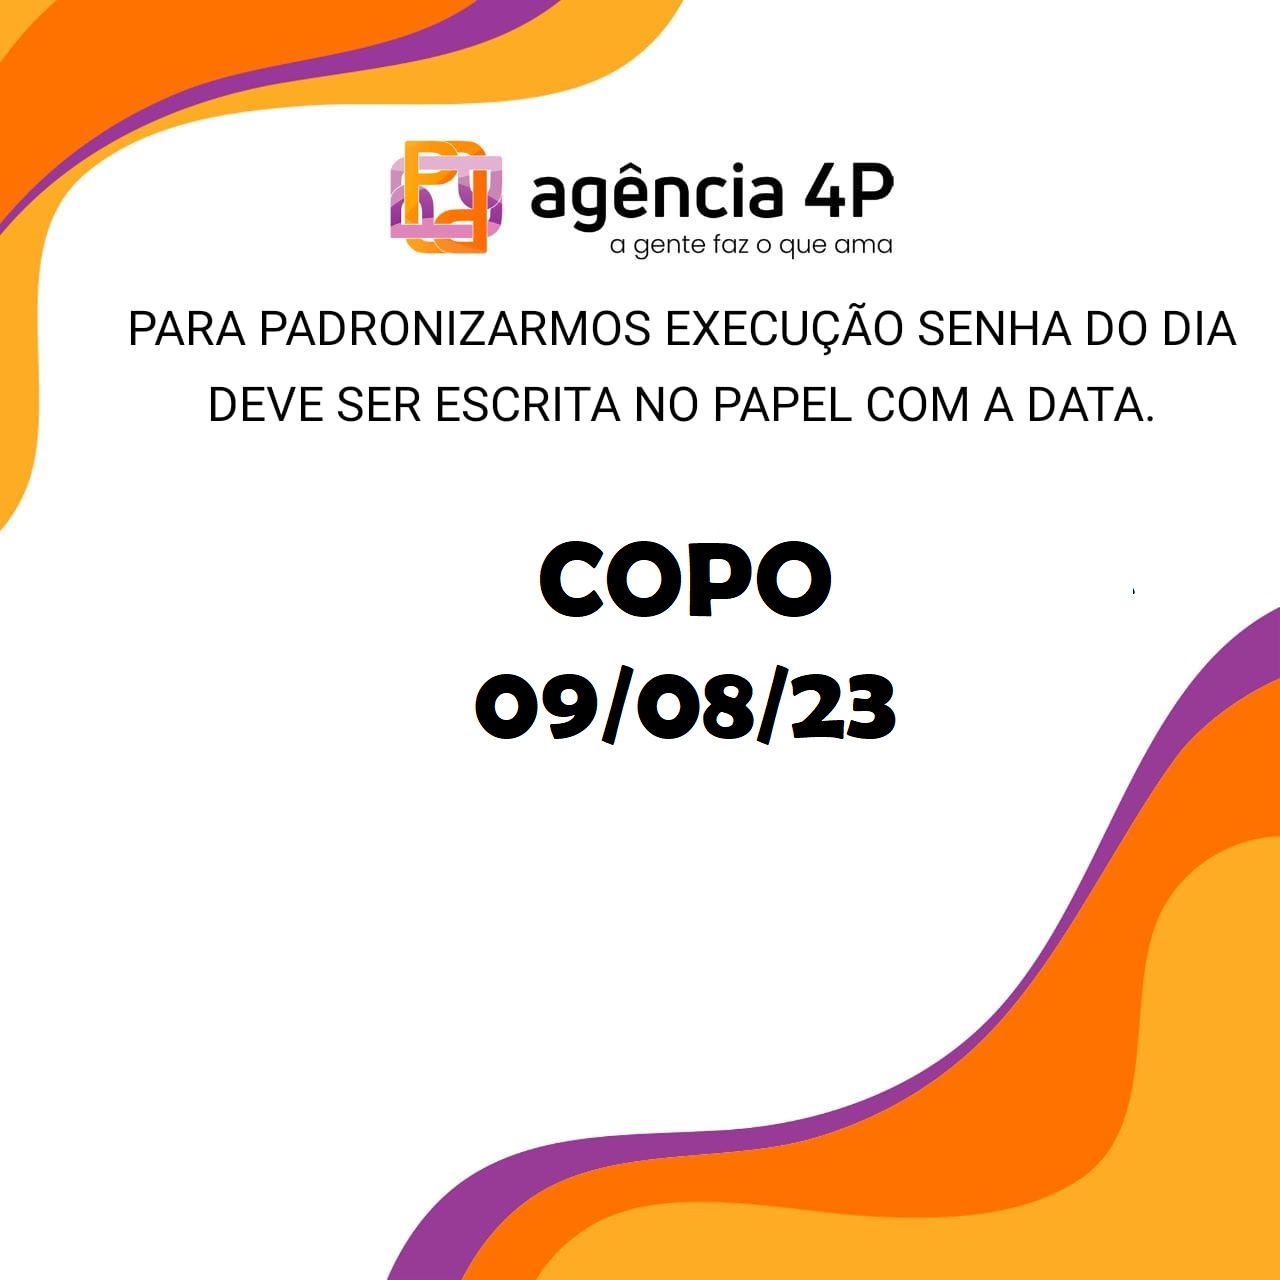 agência 4P
a gente faz o que ama
PARA PADRONIZARMOS EXECUÇÃO SENHA DO DIA
DEVE SER ESCRITA NO PAPEL COM A DATA.
COPO
09/08/23